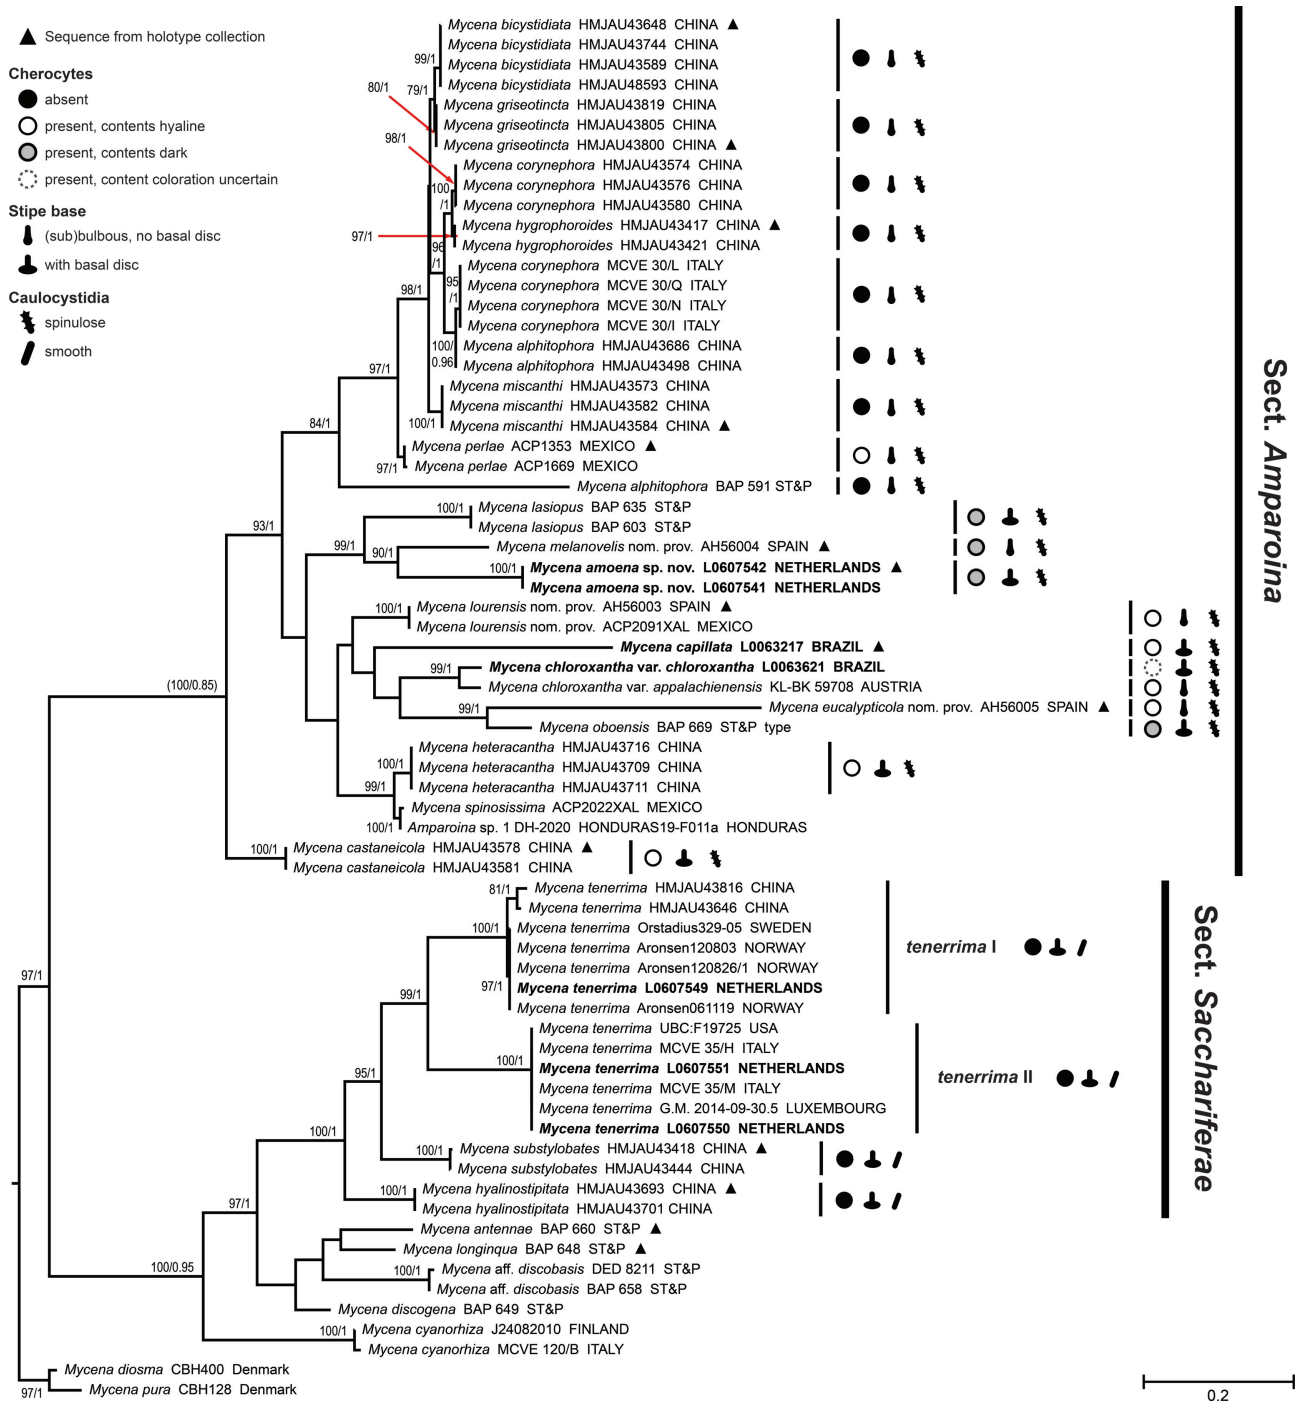 Sequence from holotype collection
Cherocytes
absent
present, contents hyaline
present, contents dark
present, content coloration uncertain
Stipe base
(sub)bulbous, no basal disc
with basal disc
Caulocystidia
spinulose
smooth
Mycena bicystidiata HMJAU43648 CHINA ▲
Mycena bicystidiata HMJAU43744 CHINA
Mycena bicystidiata HMJAU43589 CHINA
Mycena bicystidiata HMJAU48593 CHINA
Mycena griseotincta HMJAU43819 CHINA
Mycena griseotincta HMJAU43805 CHINA
Mycena griseotincta HMJAU43800 CHINA ▲
Mycena corynephora HMJAU43574 CHINA
Mycena corynephora HMJAU43576 CHINA
Mycena corynephora HMJAU43580 CHINA
Mycena hygrophoroides HMJAU43417 CHINA ▲
Mycena hygrophoroides HMJAU43421 CHINA
Mycena corynephora MCVE 30/L ITALY
Mycena corynephora MCVE 30/Q ITALY
Mycena corynephora MCVE 30/N ITALY
Mycena corynephora MCVE 30/I ITALY
Mycena alphitophora HMJAU43686 CHINA
Mycena alphitophora HMJAU43498 CHINA
Mycena miscanthi HMJAU43573 CHINA
Mycena miscanthi HMJAU43582 CHINA
Mycena miscanthi HMJAU43584 CHINA ▲
Mycena perlae ACP1353 MEXICO ▲
Mycena perlae ACP1669 MEXICO
Mycena alphitophora BAP 591 ST&P
Mycena lasiopus BAP 635 ST&P
Mycena lasiopus BAP 603 ST&P
Mycena melanovelis nom. prov. AH56004 SPAIN ▲
Mycena amoena sp. nov. L0607542 NETHERLANDS ▲
Mycena amoena sp. nov. L0607541 NETHERLANDS
Mycena lourensis nom. prov. AH56003 SPAIN ▲
Mycena lourensis nom. prov. ACP2091XAL MEXICO
Mycena capillata L0063217 BRAZIL ▲
Mycena chloroxantha var. chloroxantha L0063621 BRAZIL
Mycena chloroxantha var. appalachienensis KL-BK 59708 AUSTRIA
Mycena eucalypticola nom. prov. AH56005 SPAIN ▲
Mycena oboensis BAP 669 ST&P type
Mycena heteracantha HMJAU43716 CHINA
Mycena heteracantha HMJAU43709 CHINA
Mycena heteracantha HMJAU43711 CHINA
Mycena spinosissima ACP2022XAL MEXICO
Amparoina sp. 1 DH-2020 HONDURAS19-F011a HONDURAS
Mycena castaneicola HMJAU43578 CHINA ▲
Mycena castaneicola HMJAU43581 CHINA
Mycena tenerrima HMJAU43816 CHINA
Mycena tenerrima HMJAU43646 CHINA
Mycena tenerrima Orstadius329-05 SWEDEN
Mycena tenerrima Aronsen120803 NORWAY
Mycena tenerrima Aronsen120826/1 NORWAY
Mycena tenerrima L0607549 NETHERLANDS
Mycena tenerrima Aronsen061119 NORWAY
Mycena tenerrima UBC:F19725 USA
Mycena tenerrima MCVE 35/H ITALY
Mycena tenerrima L0607551 NETHERLANDS
Mycena tenerrima MCVE 35/M ITALY
Mycena tenerrima G.M. 2014-09-30.5 LUXEMBOURG
Mycena tenerrima L0607550 NETHERLANDS
Mycena substylobates HMJAU43418 CHINA ▲
Mycena substylobates HMJAU43444 CHINA
Mycena hyalinostipitata HMJAU43693 CHINA ▲
Mycena hyalinostipitata HMJAU43701 CHINA
Mycena antennae BAP 660 ST&P ▲
Mycena longinqua BAP 648 ST&P ▲
Mycena aff. discobasis DED 8211 ST&P
Mycena aff. discobasis BAP 658 ST&P
Mycena discogena BAP 649 ST&P
Mycena cyanorhiza J24082010 FINLAND
Mycena cyanorhiza MCVE 120/B ITALY
Mycena diosma CBH400 Denmark
Mycena pura CBH128 Denmark
99/1
80/1
79/1
98/1
100
/1
97/1
96
/1
95
/1
98/1
100/
0.96
97/1
100/1
84/1
97/1
100/1
93/1
99/1
90/1
100/1
100/1
99/1
(100/0.85)
99/1
100/1
99/1
100/1
100/1
81/1
100/1
97/1
97/1
99/1
100/1
95/1
100/1
100/1
100/1
97/1
100/0.95
100/1
100/1
97/1
tenerrima I
tenerrima II
Sect. Amparoina
Sect. Sacchariferae
0.2